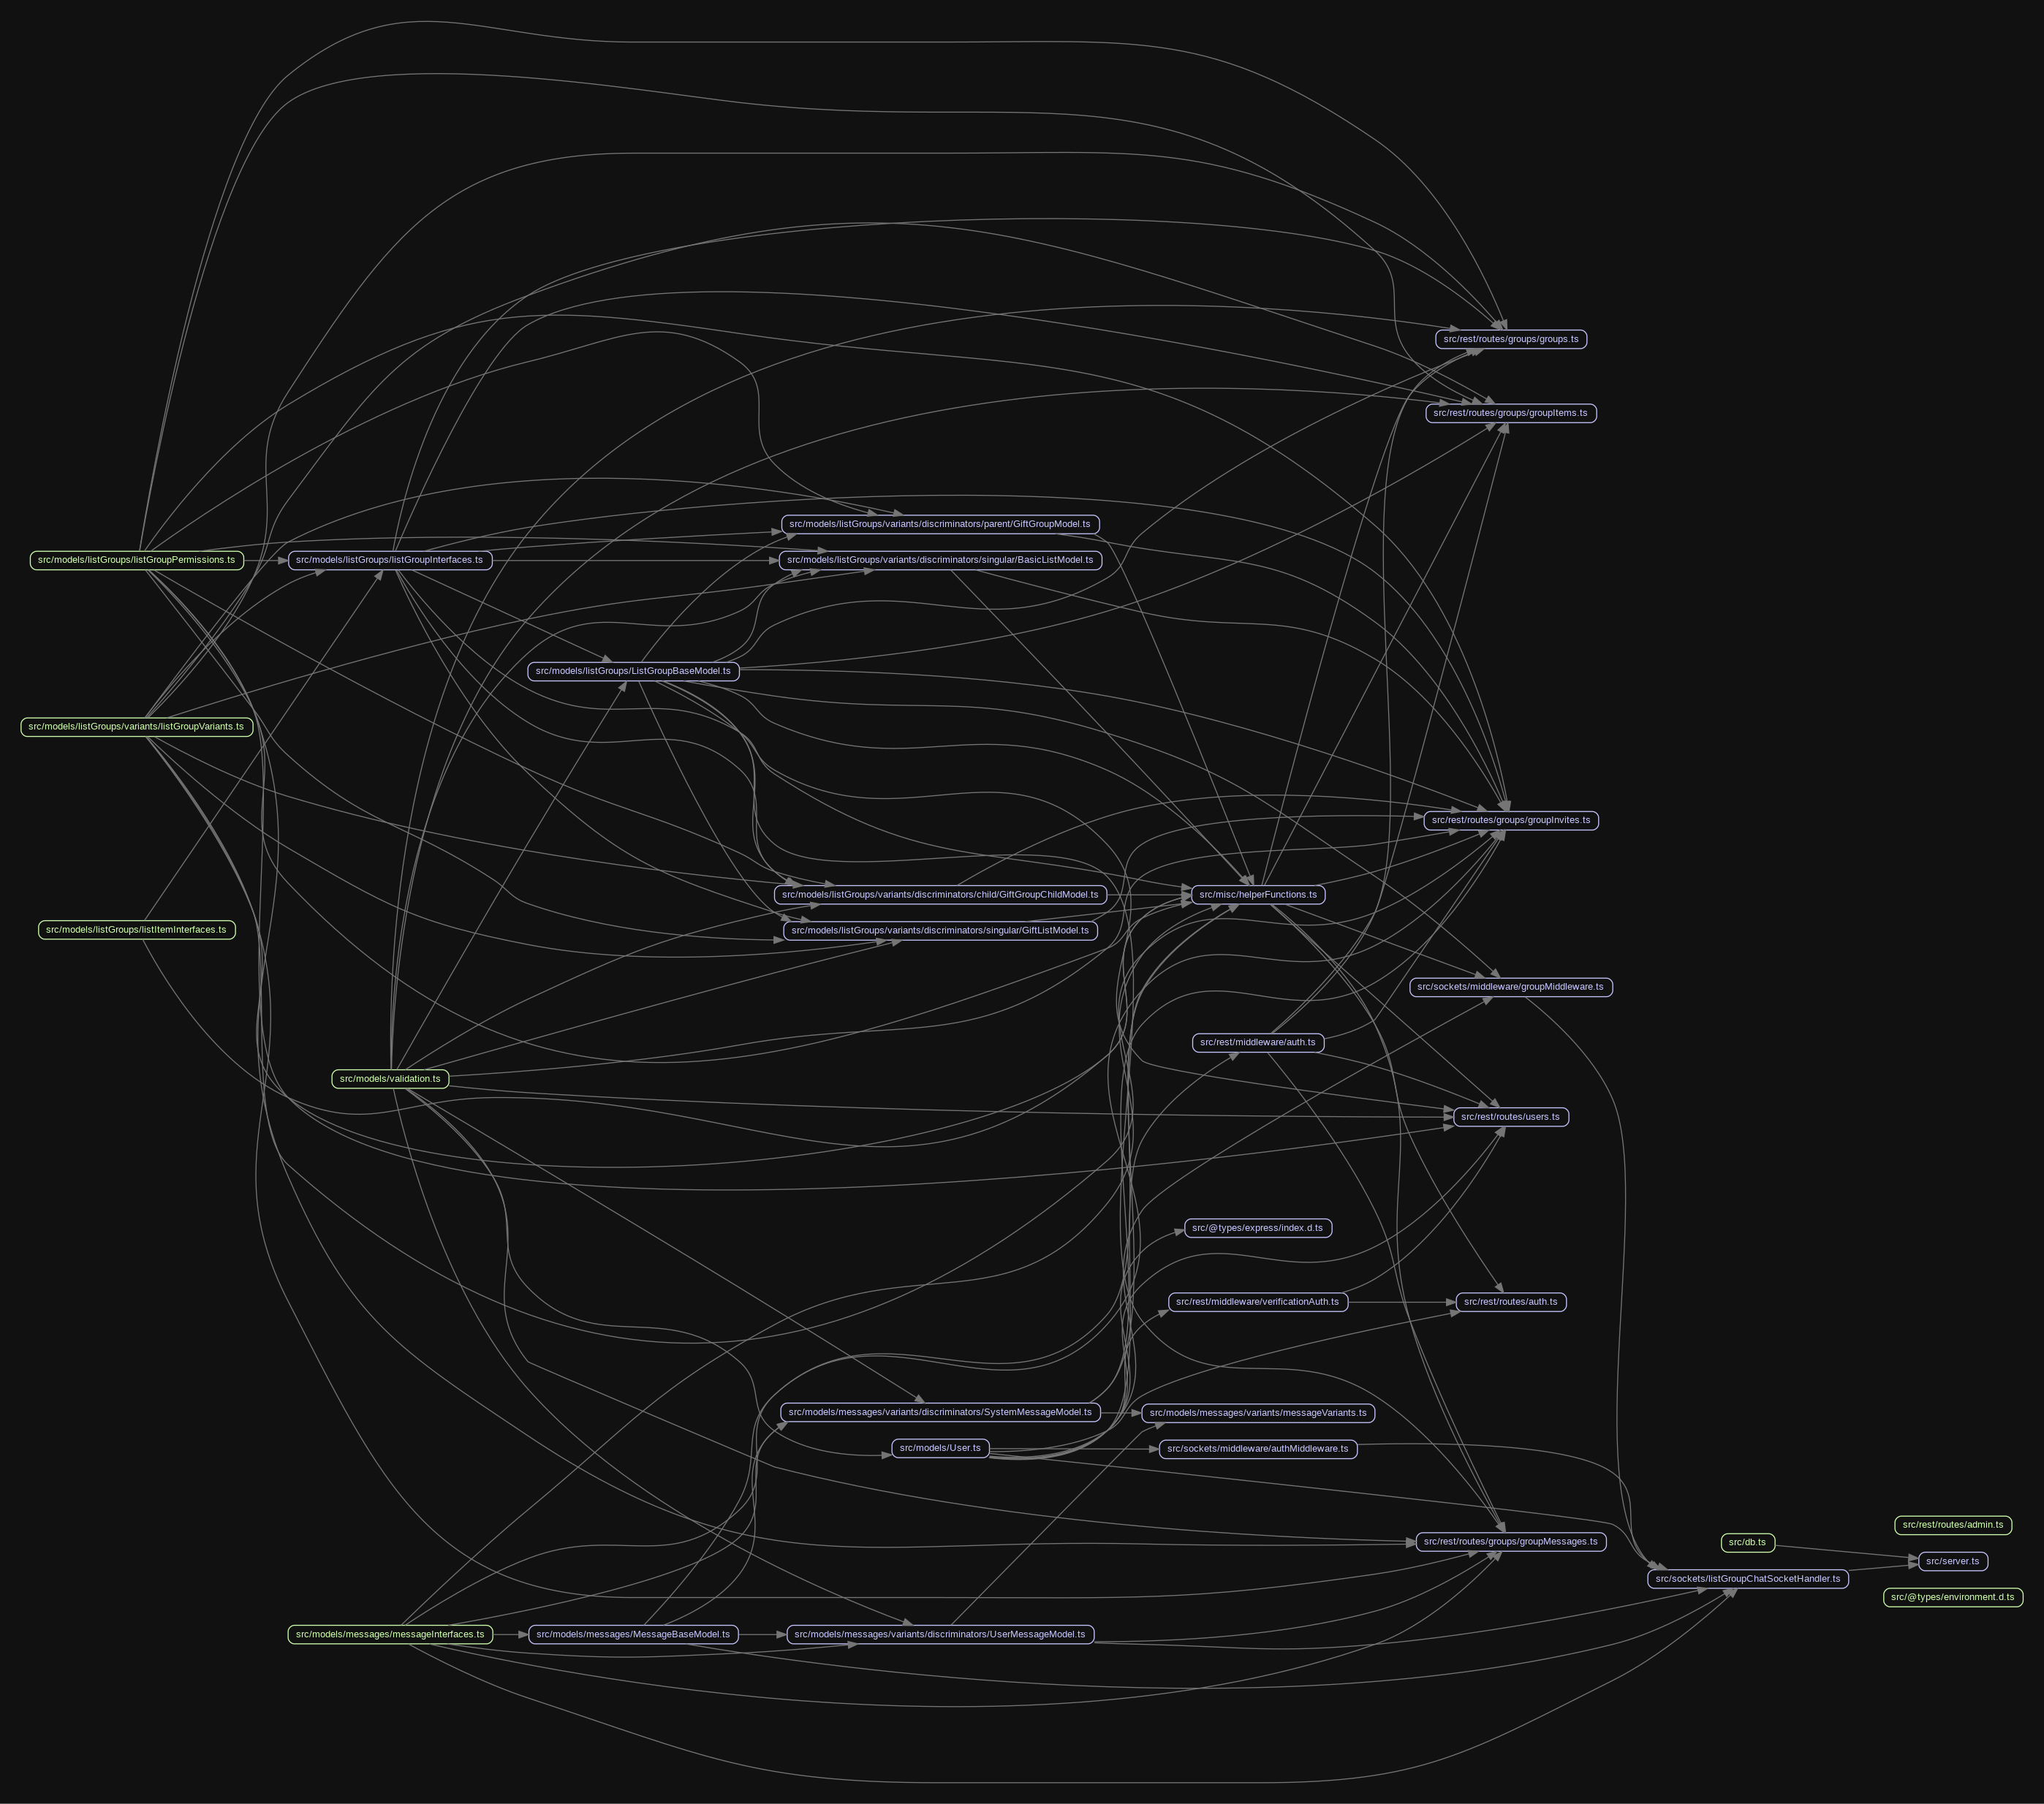 src/rest/routes/groups/groups.ts
src/rest/routes/groups/groupItems.ts
src/models/listGroups/variants/discriminators/parent/GiftGroupModel.ts
src/models/listGroups/listGroupPermissions.ts
src/models/listGroups/listGroupInterfaces.ts
src/models/listGroups/variants/discriminators/singular/BasicListModel.ts
src/models/listGroups/ListGroupBaseModel.ts
src/models/listGroups/variants/listGroupVariants.ts
src/rest/routes/groups/groupInvites.ts
src/models/listGroups/variants/discriminators/child/GiftGroupChildModel.ts
src/misc/helperFunctions.ts
src/models/listGroups/listItemInterfaces.ts
src/models/listGroups/variants/discriminators/singular/GiftListModel.ts
src/sockets/middleware/groupMiddleware.ts
src/rest/middleware/auth.ts
src/models/validation.ts
src/rest/routes/users.ts
src/@types/express/index.d.ts
src/rest/middleware/verificationAuth.ts
src/rest/routes/auth.ts
src/models/messages/variants/discriminators/SystemMessageModel.ts
src/models/messages/variants/messageVariants.ts
src/models/User.ts
src/sockets/middleware/authMiddleware.ts
src/rest/routes/admin.ts
src/rest/routes/groups/groupMessages.ts
src/db.ts
src/server.ts
src/sockets/listGroupChatSocketHandler.ts
src/@types/environment.d.ts
src/models/messages/messageInterfaces.ts
src/models/messages/MessageBaseModel.ts
src/models/messages/variants/discriminators/UserMessageModel.ts